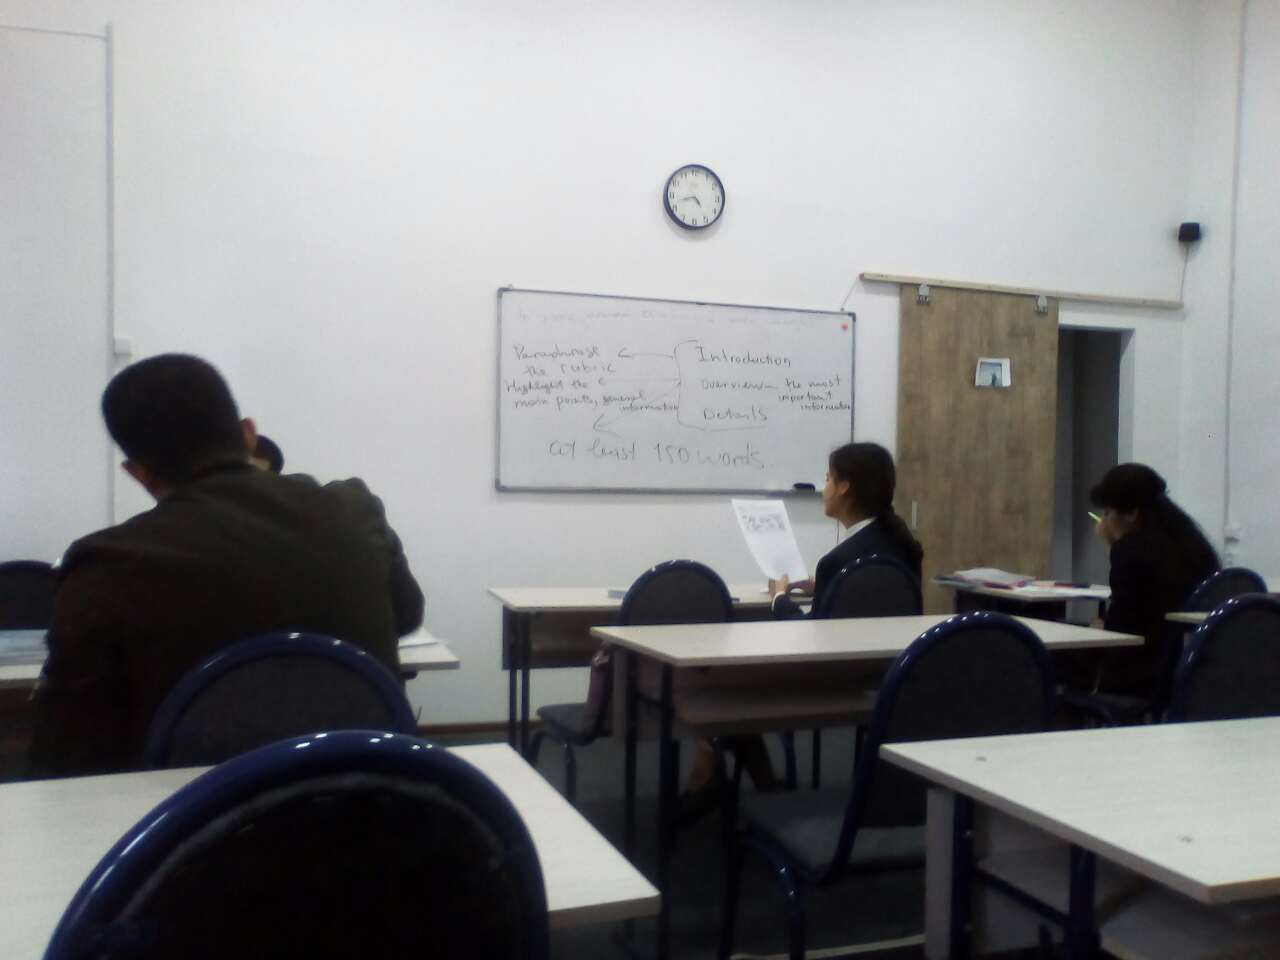 Paraphrase
the rubric
Highlight the
main points, general
information
Introduction
Overview – the most
important
information
Details
at least 150 words.